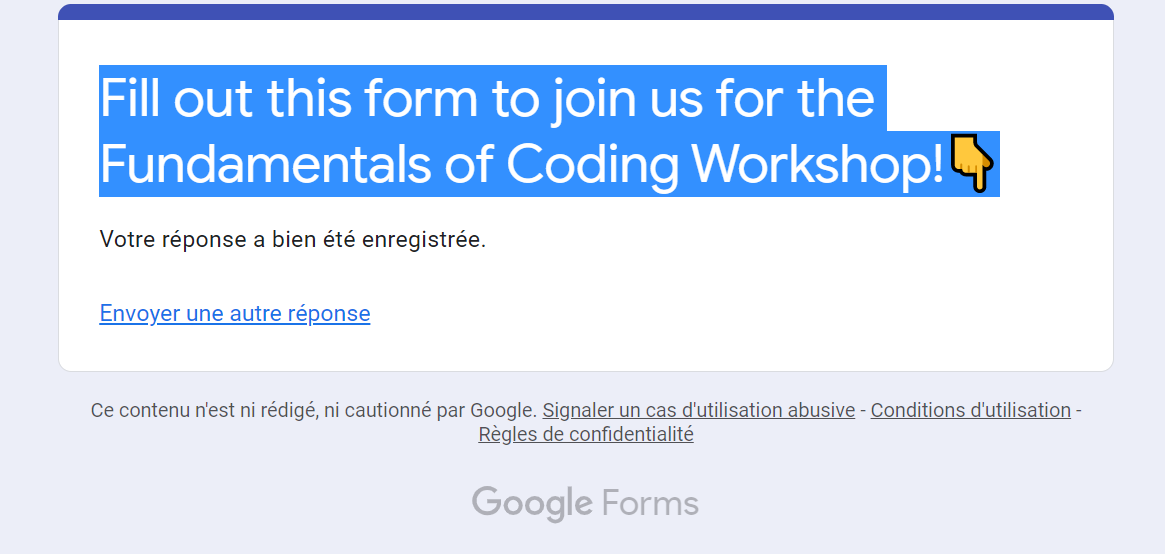 Fill out this form to join us for the
Fundamentals of Coding Workshop!👇
Votre réponse a bien été enregistrée.
Envoyer une autre réponse
Ce contenu n'est ni rédigé, ni cautionné par Google. Signaler un cas d'utilisation abusive - Conditions d'utilisation -
Règles de confidentialité
Google Forms